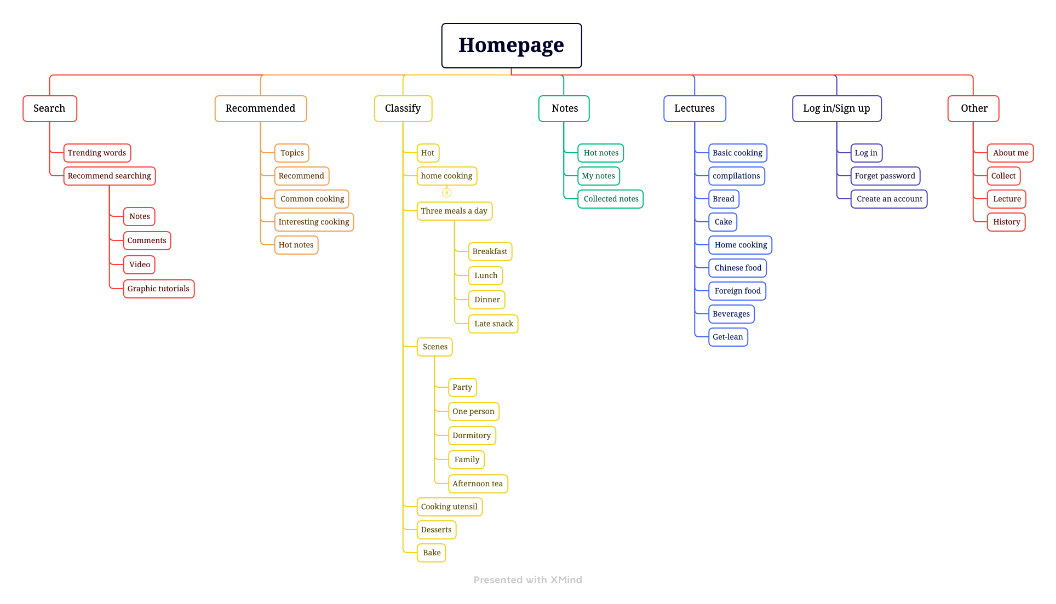 Homepage
Search
Trending words
Recommend searching
Notes
Comments
Video
Graphic tutorials
Recommended
Topics
Recommend
Common cooking
Interesting cooking
Hot notes
Classify
Hot
home cooking
Three meals a day
Breakfast
Lunch
Dinner
Late snack
Scenes
Party
One person
Dormitory
Family
Afternoon tea
Cooking utensil
Desserts
Bake
Notes
Hot notes
My notes
Collected notes
Lectures
Basic cooking
compilations
Bread
Cake
Home cooking
Chinese food
Foreign food
Beverages
Get-lean
Log in/Sign up
Log in
Forget password
Create an account
Other
About me
Collect
Lecture
History
Presented with XMind